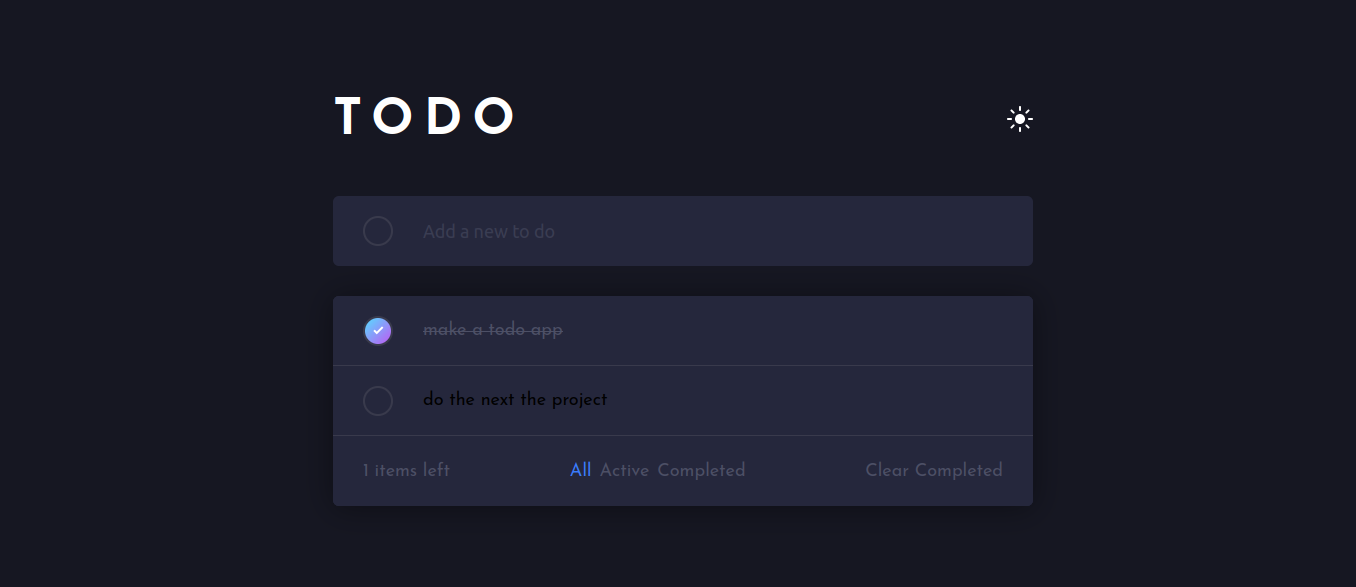 TODO
Add a new to do
make a todo app
do the next the project
1 items left All Active Completed Clear Completed